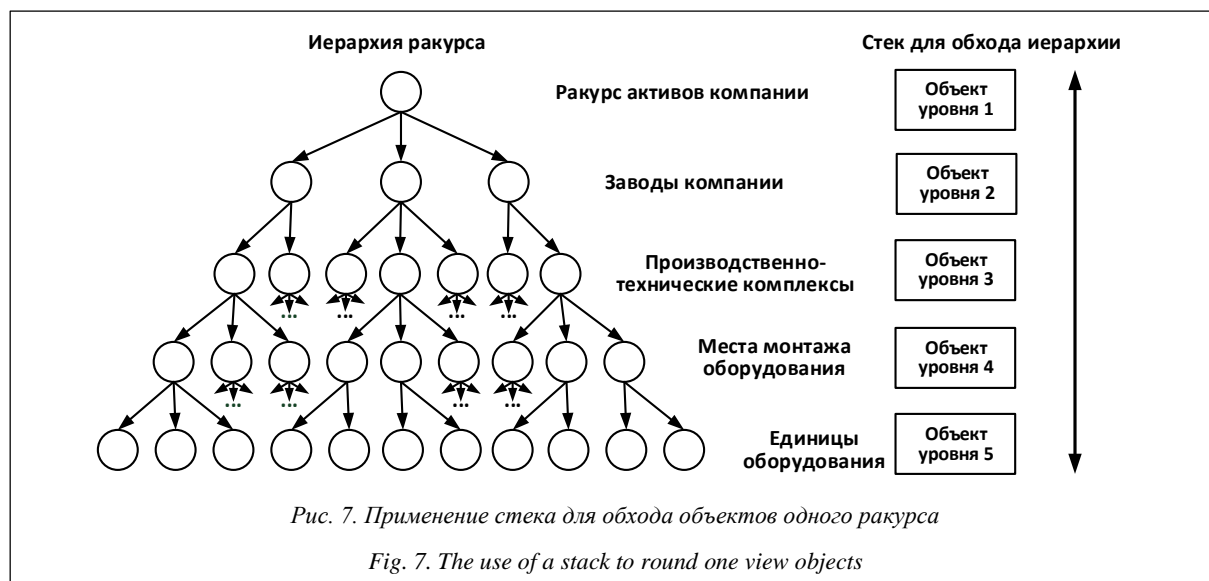 Иерархия ракурса
Стек для обхода иерархии
Ракурс активов компании
Объект
уровня 1
Заводы компании
Объект
уровня 2
Производственно-
технические комплексы
Объект
уровня 3
...
...
...
Места монтажа
оборудования
Объект
уровня 4
...
...
...
...
Единицы
оборудования
Объект
уровня 5
Рис. 7. Применение стека для обхода объектов одного ракурса
Fig. 7. The use of a stack to round one view objects